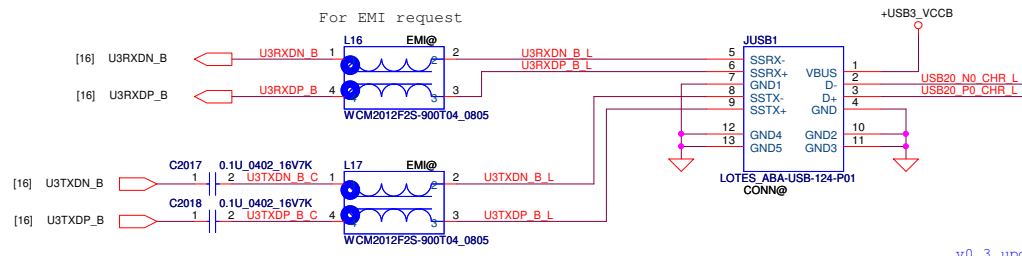 For EMI request
+USB3_VCCB
L16 EMI@ JUSB1
[16] U3RXDN_B 1 U3RXDN_B 2 U3RXDN_B_L 5 SSRX-
U3RXDP_B_L 6 SSRX+ VBUS 1
7 GND1 D- 2 USB20_N0_CHR_L
[16] U3RXDP_B U3RXDP_B 4 3 8 SSTX- D+ 3 USB20_P0_CHR_L
9 SSTX+ GND 4
WCM2012F2S-900T04_0805
12 GND4 GND2 10
13 GND5 GND3 11
C2017 0.1U_0402_16V7K L17 EMI@
LOTES_ABA-USB-124-P01
[16] U3TXDN_B 1 2 U3TXDN_B_C 1 2 U3TXDN_B_L
CONN@
C2018 0.1U_0402_16V7K
[16] U3TXDP_B 1 2 U3TXDP_B_C 4 3 U3TXDP_B_L
WCM2012F2S-900T04_0805